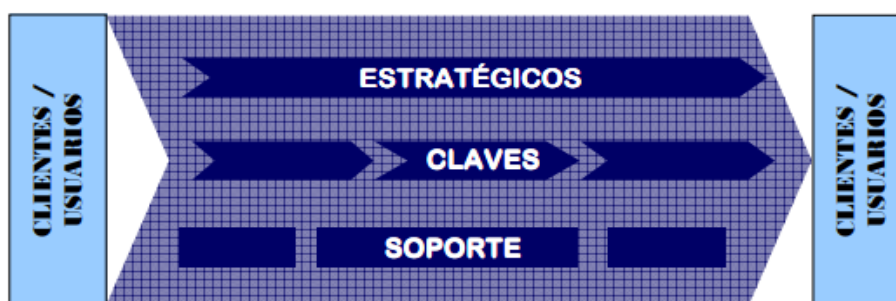 CLIENTES /
USUARIOS
ESTRATÉGICOS
CLAVES
SOPORTE
CLIENTES /
USUARIOS